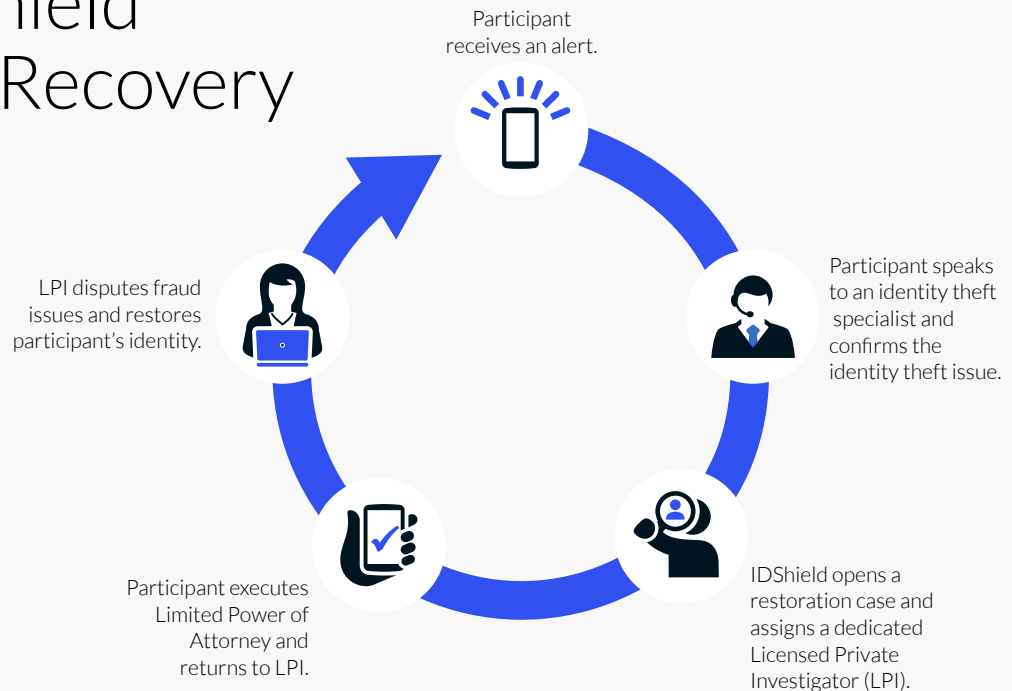 Recovery
Participant
receives an alert.
Participant speaks
to an identity theft
specialist and
confirms the
identity theft issue.
IDShield opens a
restoration case and
assigns a dedicated
Licensed Private
Investigator (LPI).
Participant executes
Limited Power of
Attorney and
returns to LPI.
LPI disputes fraud
issues and restores
participant’s identity.